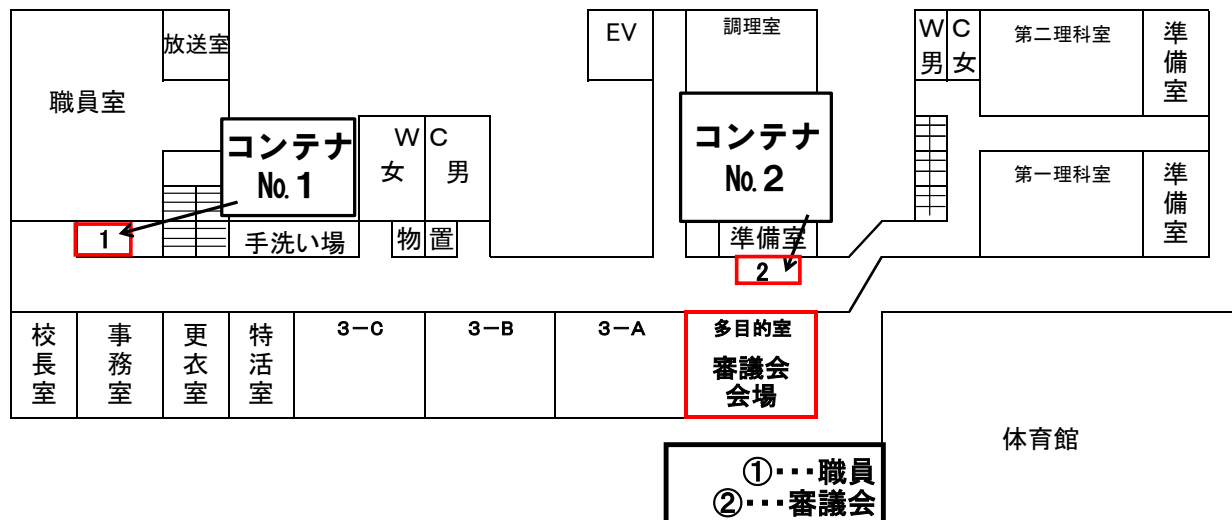 放送室
職員室
コンテナ
№.1
WC
女 男
1
手洗い場
物置
EV
調理室
コンテナ
№.2
準備室
2
WC
男女
第二理科室
準備室
第一理科室
準備室
校長室
事務室
更衣室
特活室
3-C
3-B
3-A
多目的室
審議会
会場
体育館
①･･･職員
②･･･審議会